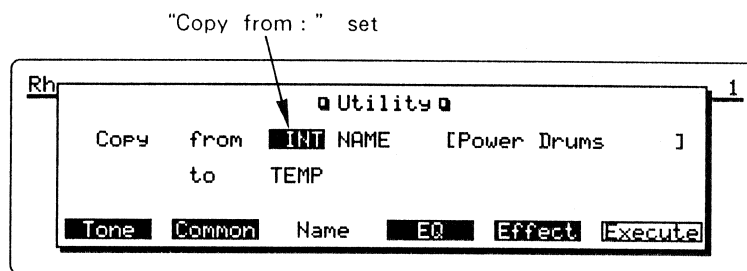 "Copy from : " set
Rh 1
Utility
Copy from INT NAME [Power Drums ]
to TEMP
Tone Common Name EQ Effect Execute